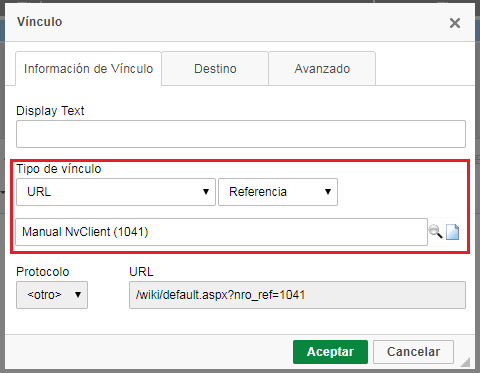 Vínculo
Información de Vínculo Destino Avanzado
Display Text
Tipo de vínculo
URL Referencia
Manual NvClient (1041)
Protocolo URL
<otro> /wiki/default.aspx?nro_ref=1041
Aceptar Cancelar